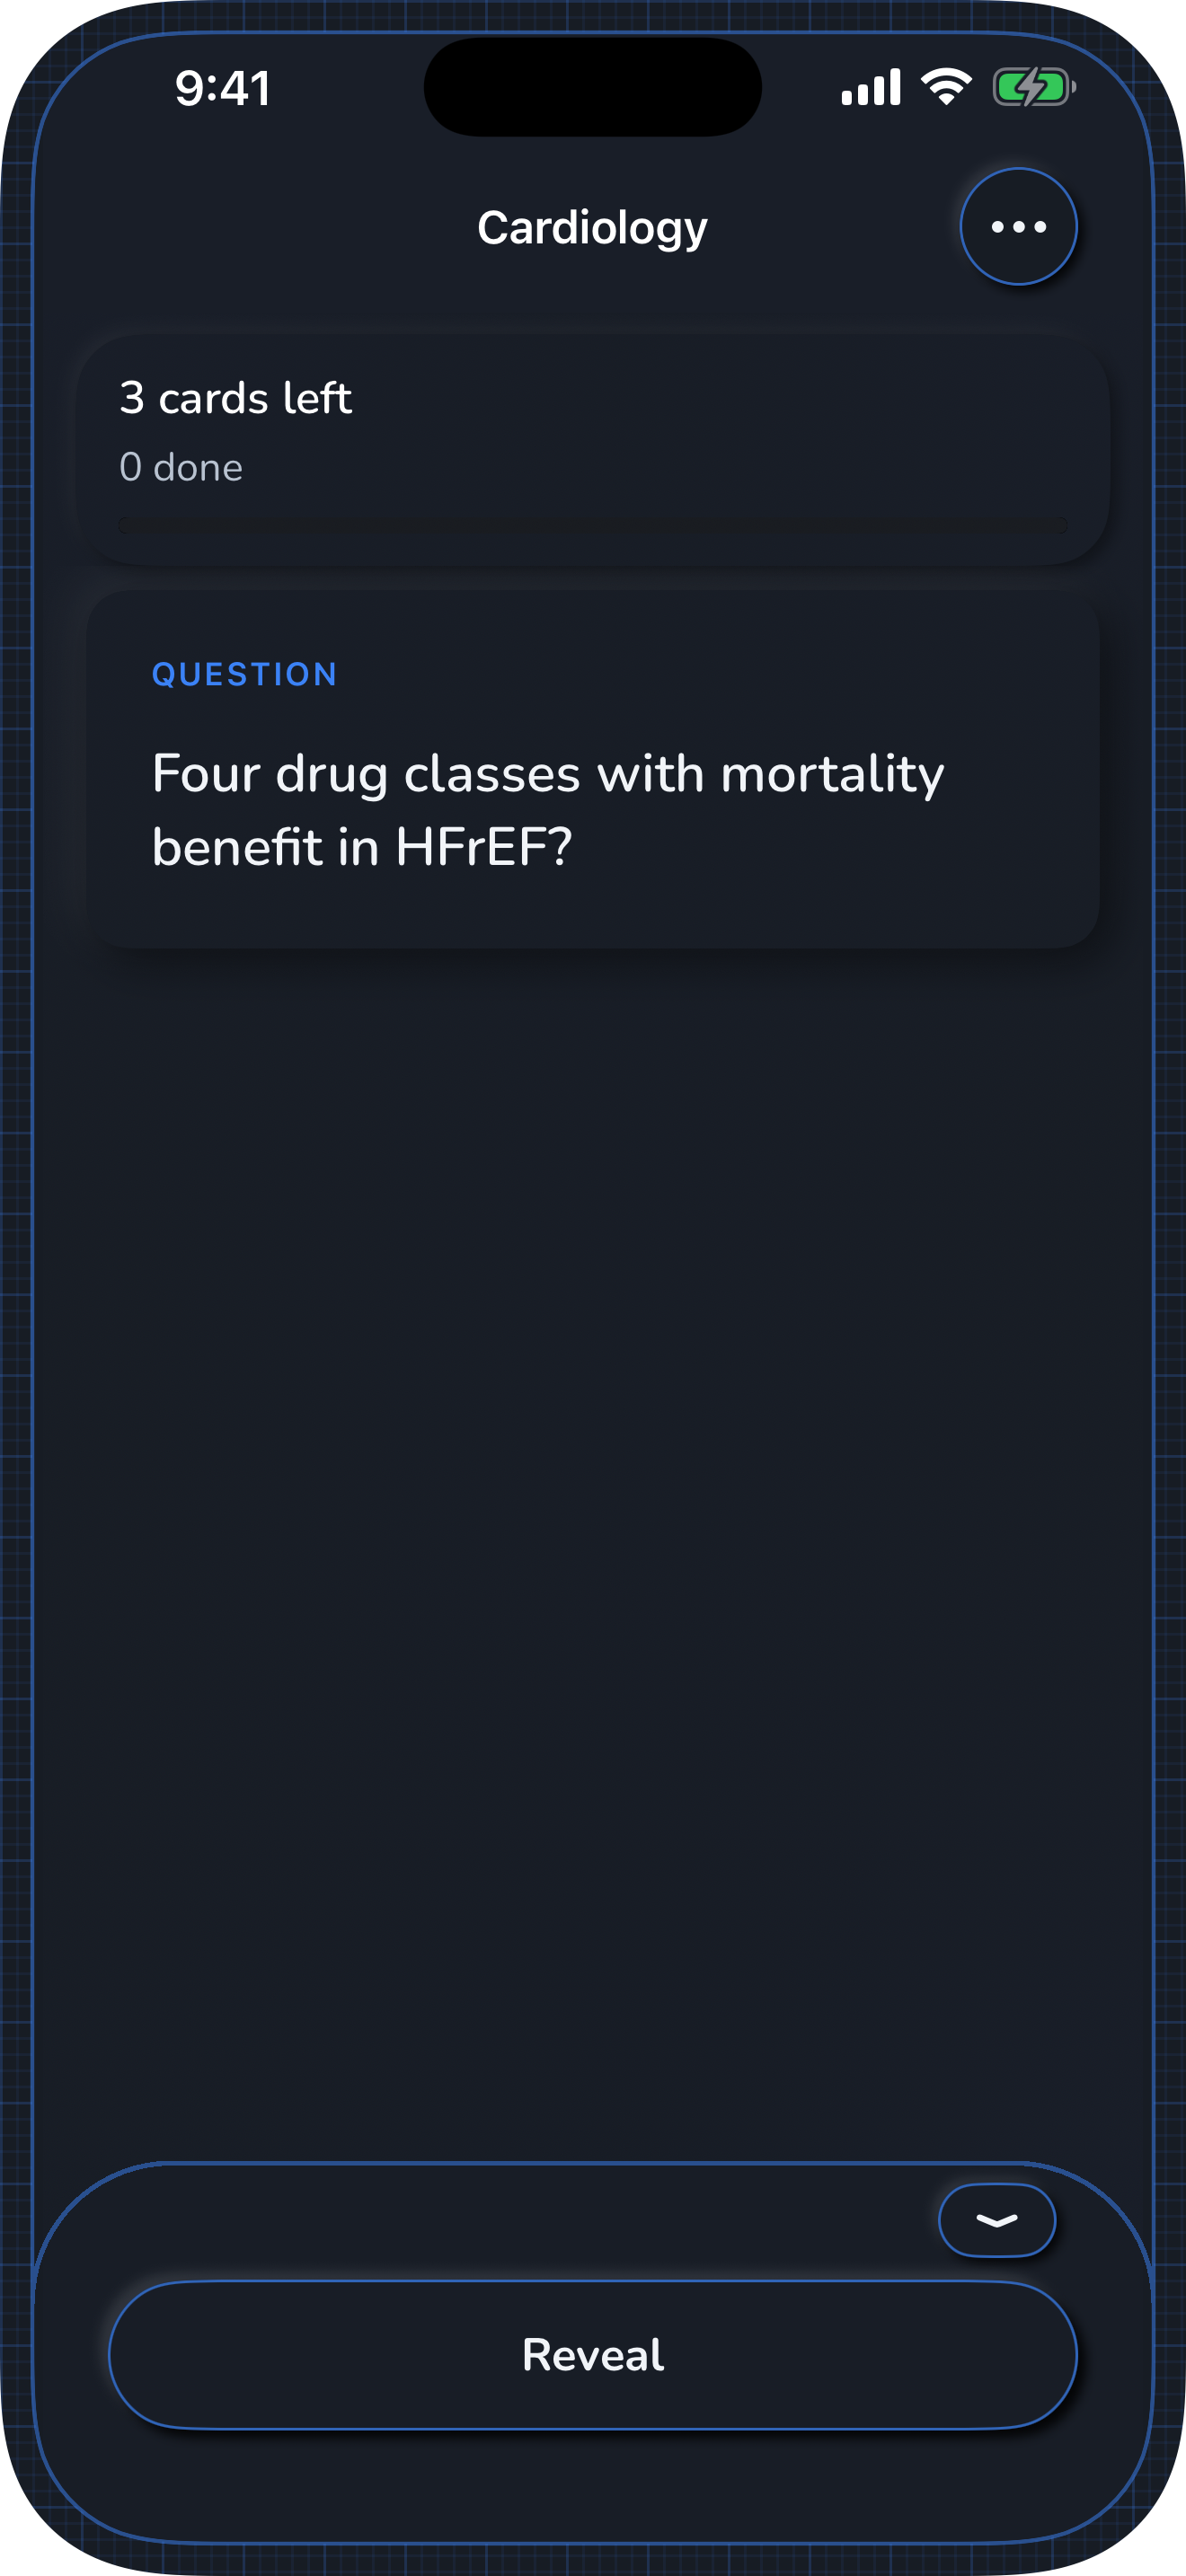 9:41
Cardiology
3 cards left
0 done
QUESTION
Four drug classes with mortality
benefit in HFrEF?
Reveal